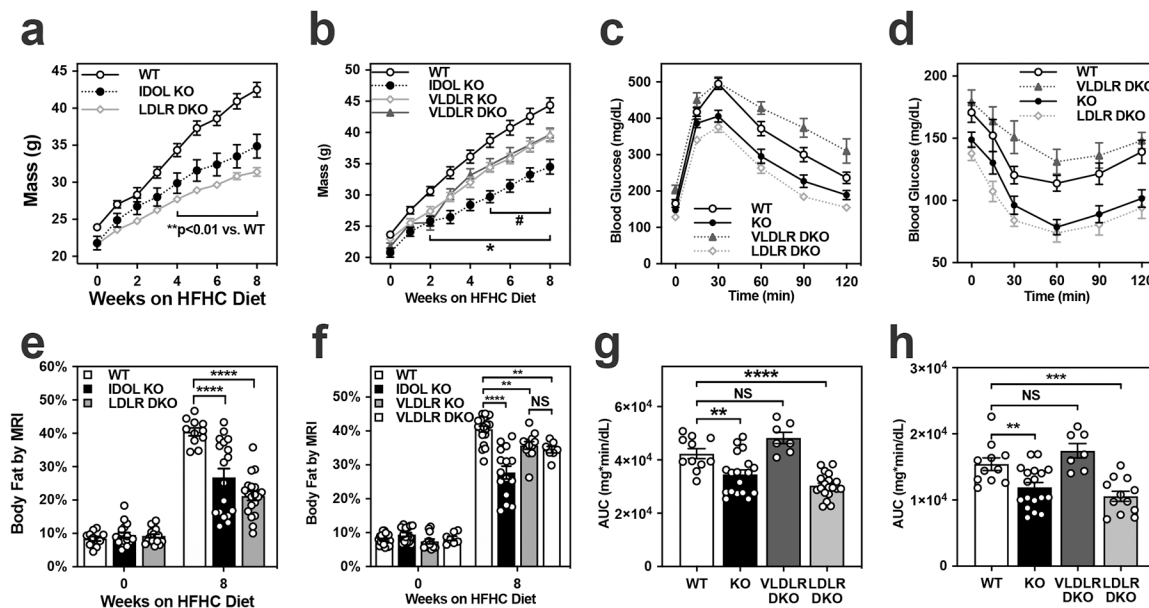 a
45
40
35
30
25
20
Mass (g)
WT
IDOL KO
LDLR DKO
**p<0.01 vs. WT
0 2 4 6 8
Weeks on HFHC Diet
b
50
45
40
35
30
25
20
Mass (g)
WT
IDOL KO
VLDLR KO
VLDLR DKO
#
*
0 2 4 6 8
Weeks on HFHC Diet
c
500
400
300
200
100
0
Blood Glucose (mg/dL)
WT
KO
VLDLR DKO
LDLR DKO
0 30 60 90 120
Time (min)
d
200
150
100
50
Blood Glucose (mg/dL)
WT
VLDLR DKO
KO
LDLR DKO
0 30 60 90 120
Time (min)
e
60%
50%
40%
30%
20%
10%
0%
Body Fat by MRI
WT
IDOL KO
LDLR DKO
****
****
0 8
Weeks on HFHC Diet
f
50%
40%
30%
20%
10%
0%
Body Fat by MRI
WT
IDOL KO
VLDLR KO
VLDLR DKO
**
**
****
NS
0 8
Weeks on HFHC Diet
g
6×10⁴
4×10⁴
2×10⁴
0
AUC (mg*min/dL)
****
NS
**
WT KO VLDLR LDLR
DKO DKO
h
3×10⁴
2×10⁴
1×10⁴
0
AUC (mg*min/dL)
***
NS
**
WT KO VLDLR LDLR
DKO DKO